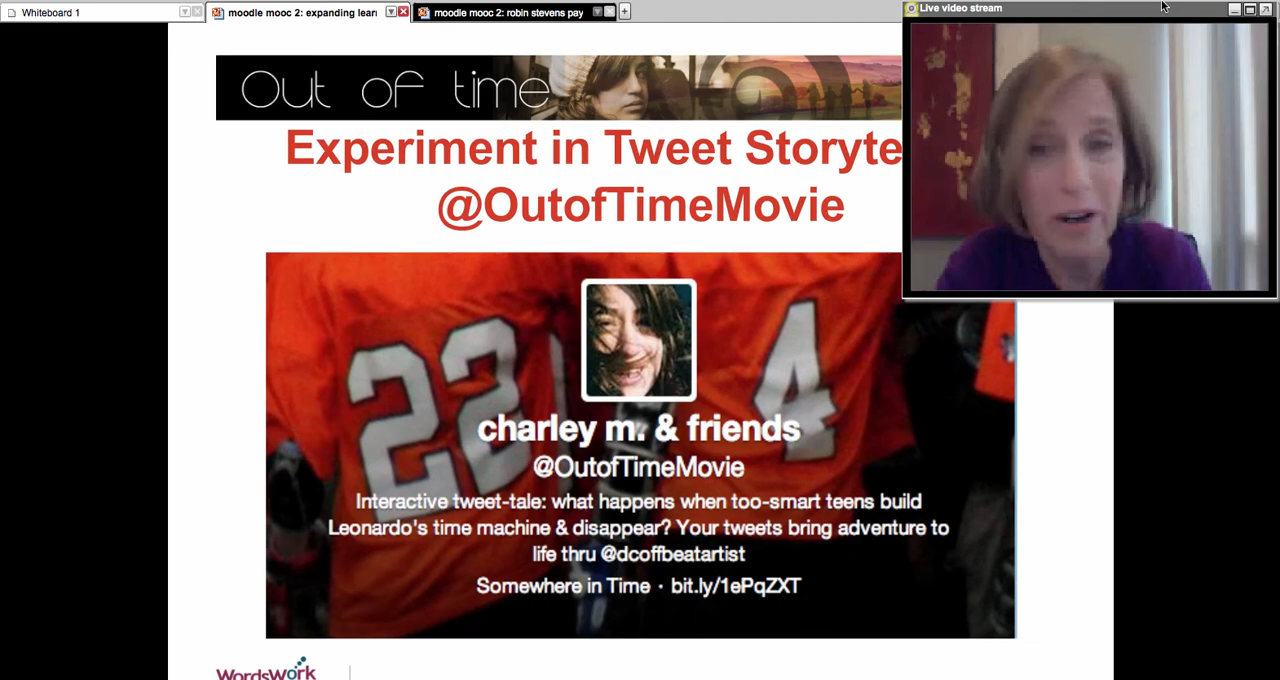 Whiteboard 1
moodle mooc 2: expanding learn
moodle mooc 2: robin stevens pay
Live video stream
Out of time
Experiment in Tweet Storyte
@OutofTimeMovie
22
4
charley m. & friends
@OutofTimeMovie
Interactive tweet-tale: what happens when too-smart teens build
Leonardo's time machine & disappear? Your tweets bring adventure to
life thru @dcoffbeatartist
Somewhere in Time · bit.ly/1ePqZXT
WordsWork